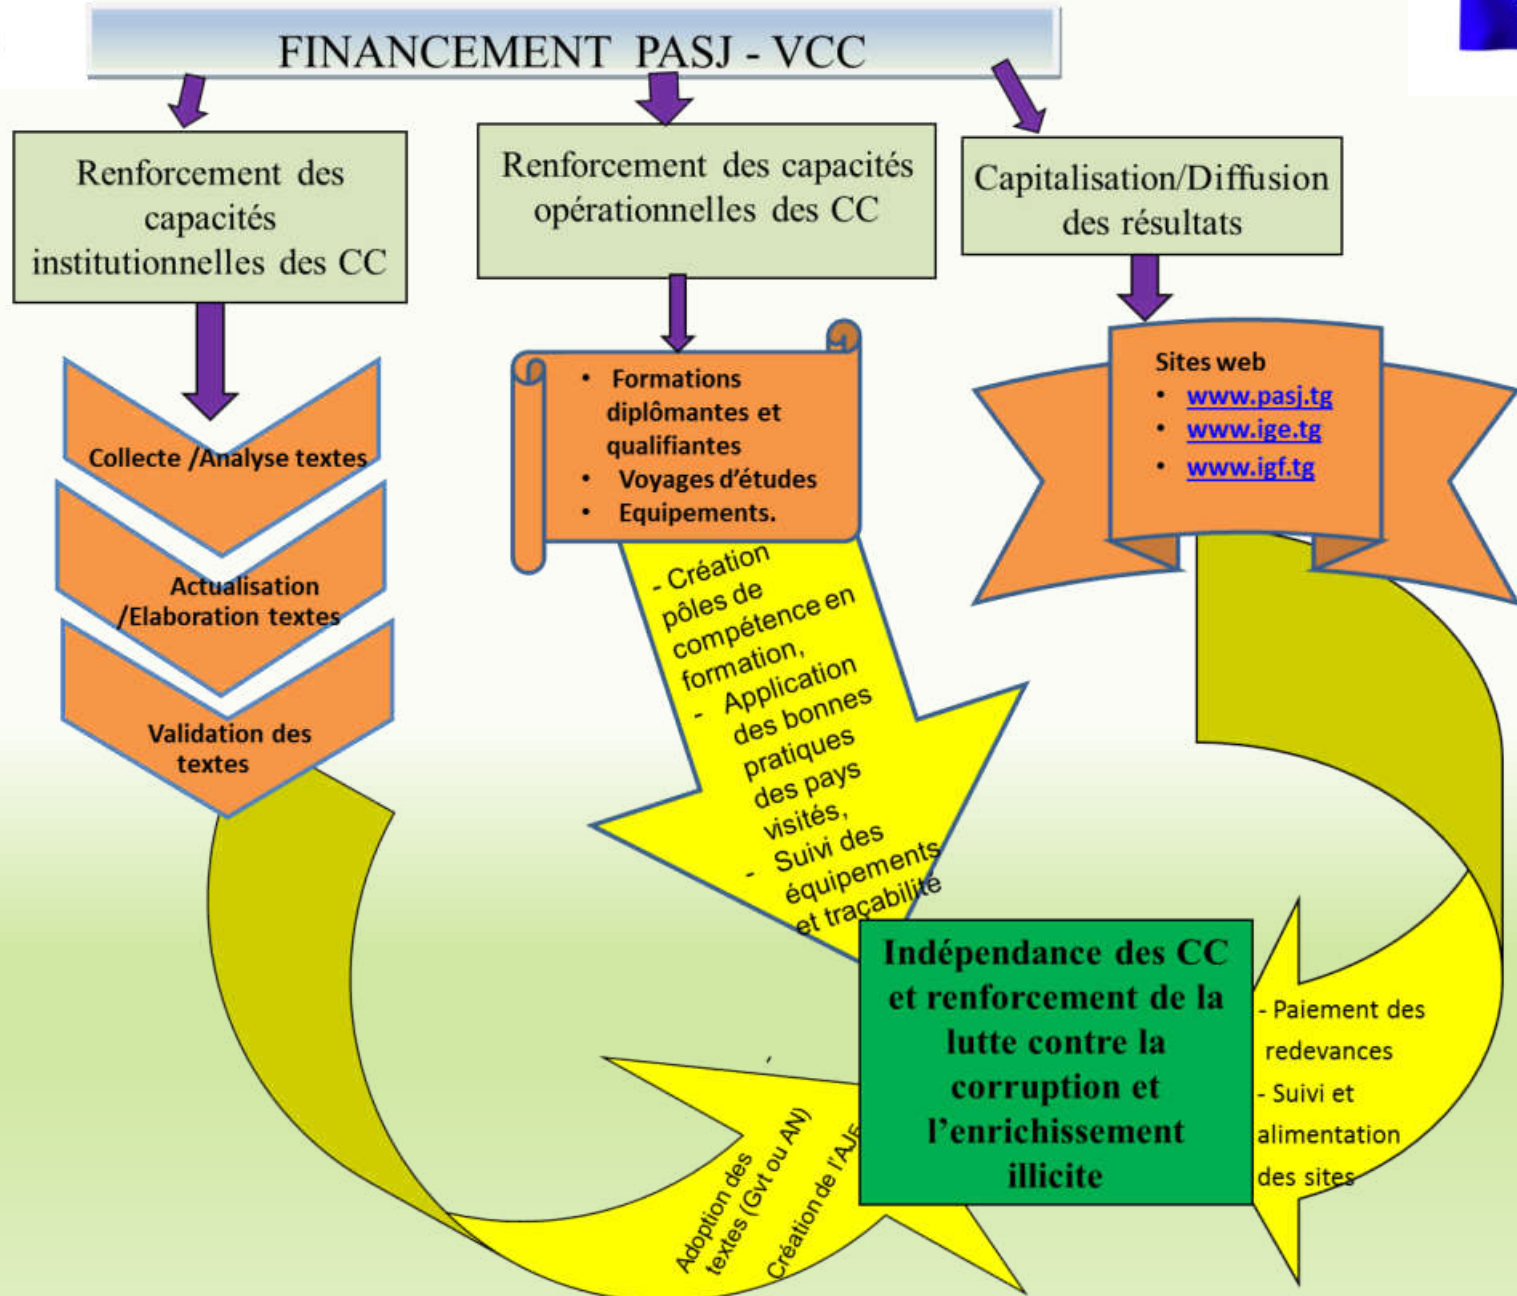 FINANCEMENT PASJ - VCC
Renforcement des
capacités
institutionnelles des CC
Renforcement des capacités
opérationnelles des CC
Capitalisation/Diffusion
des résultats
Collecte /Analyse textes
Actualisation
/Elaboration textes
Validation des
textes
• Formations
diplômantes et
qualifiantes
• Voyages d'études
• Equipements.
Sites web
• www.pasj.tg
• www.ige.tg
• www.igf.tg
- Création
pôles de
compétence en
formation,
- Application
des bonnes
pratiques
des pays
visités,
- Suivi des
équipements
et traçabilité
Adoption des
textes (Gvt ou AN)
Création de
Indépendance des CC
et renforcement de la
lutte contre la
corruption et
l'enrichissement
illicite
- Paiement des
redevances
- Suivi et
alimentation
des sites